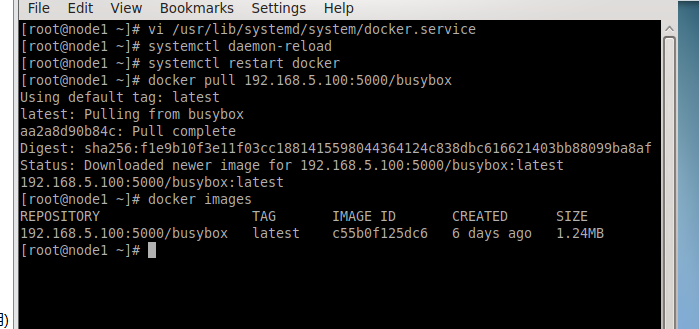 File Edit View Terminal Bookmarks Settings Help
[root@node1 ~]# vi /usr/lib/systemd/system/docker.service
[root@node1 ~]# systemctl daemon-reload
[root@node1 ~]# systemctl restart docker
[root@node1 ~]# docker pull 192.168.5.100:5000/busybox
Using default tag: latest
latest: Pulling from busybox
aa2a8d90b84c: Pull complete
Digest: sha256:f1e9b10f3e11f03cc1881415598044364124c838dbc616621403bb88099ba8af
Status: Downloaded newer image for 192.168.5.100:5000/busybox:latest
192.168.5.100:5000/busybox:latest
[root@node1 ~]# docker images
REPOSITORY TAG IMAGE ID CREATED SIZE
192.168.5.100:5000/busybox latest c55b0f125dc6 6 days ago 1.24MB
[root@node1 ~]#